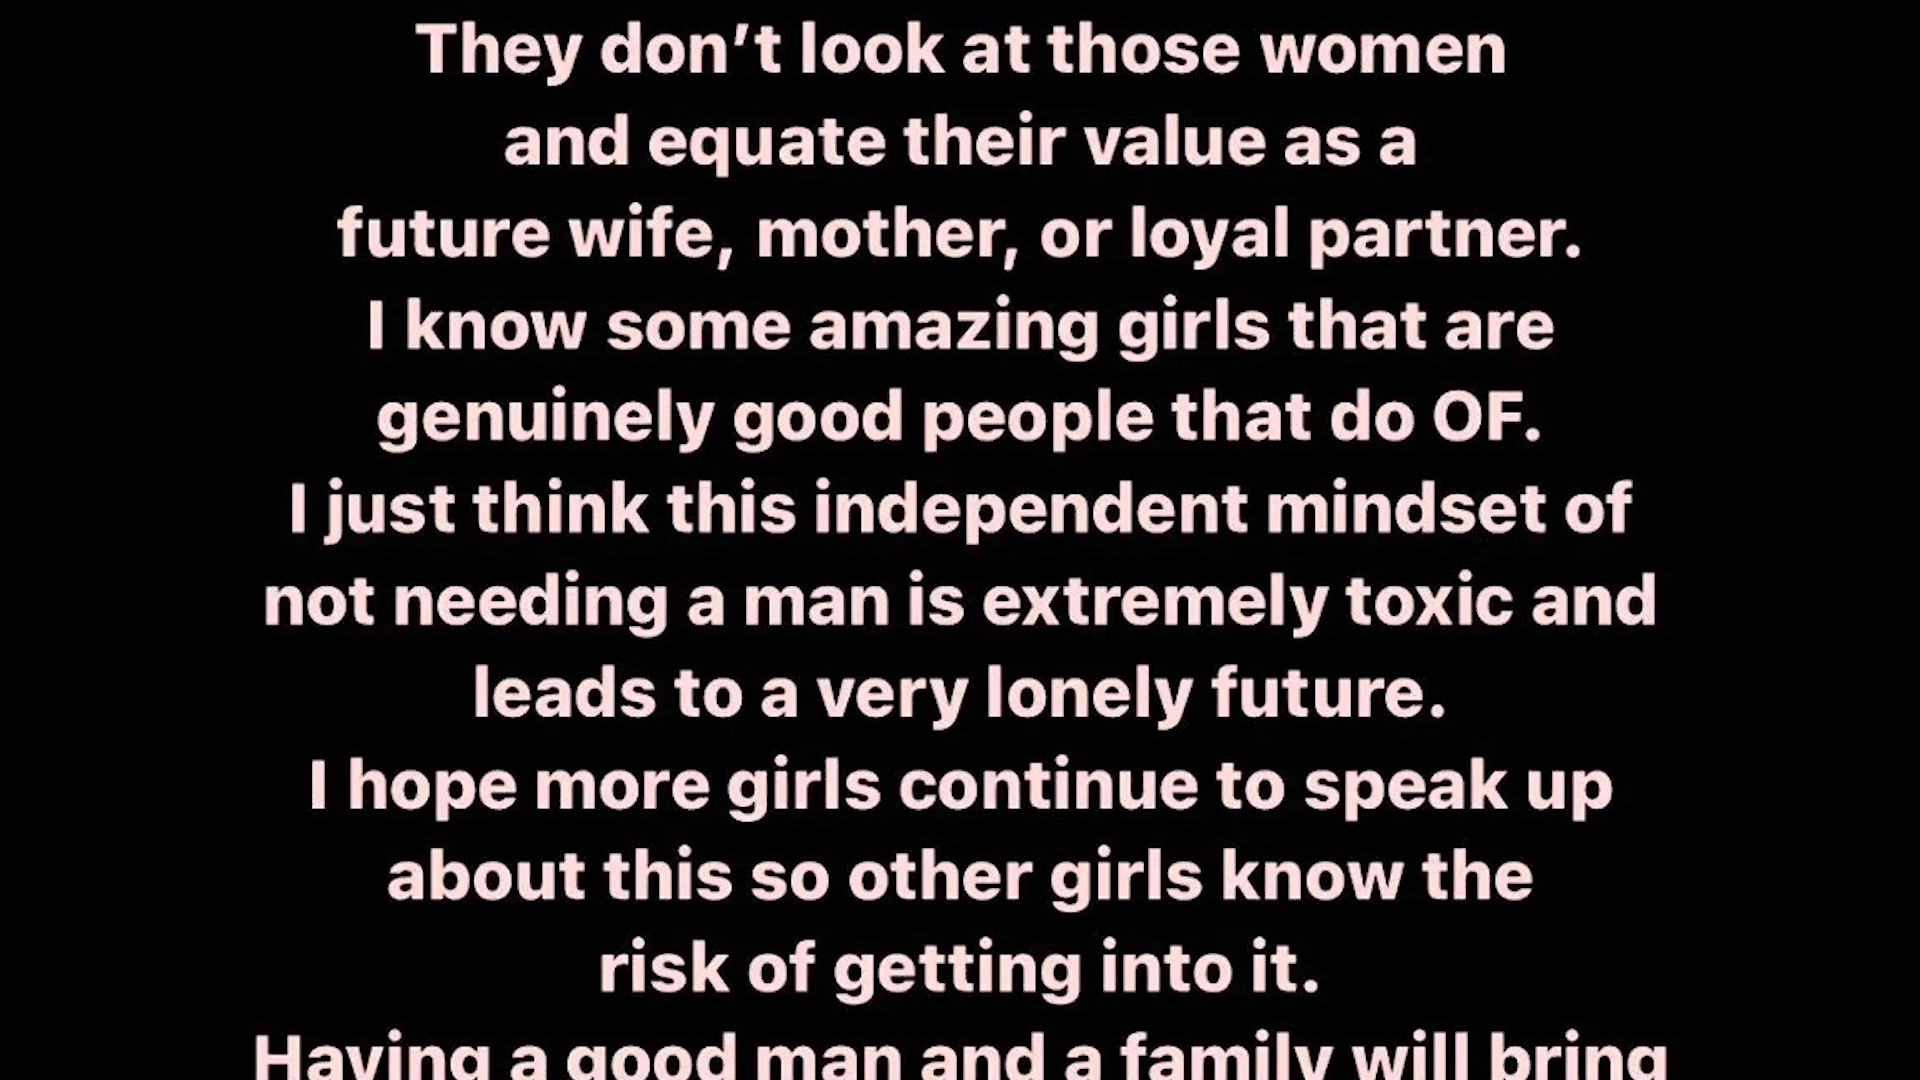 They don’t look at those women
and equate their value as a
future wife, mother, or loyal partner.
I know some amazing girls that are
genuinely good people that do OF.
I just think this independent mindset of
not needing a man is extremely toxic and
leads to a very lonely future.
I hope more girls continue to speak up
about this so other girls know the
risk of getting into it.
Having a good man and a family will bring